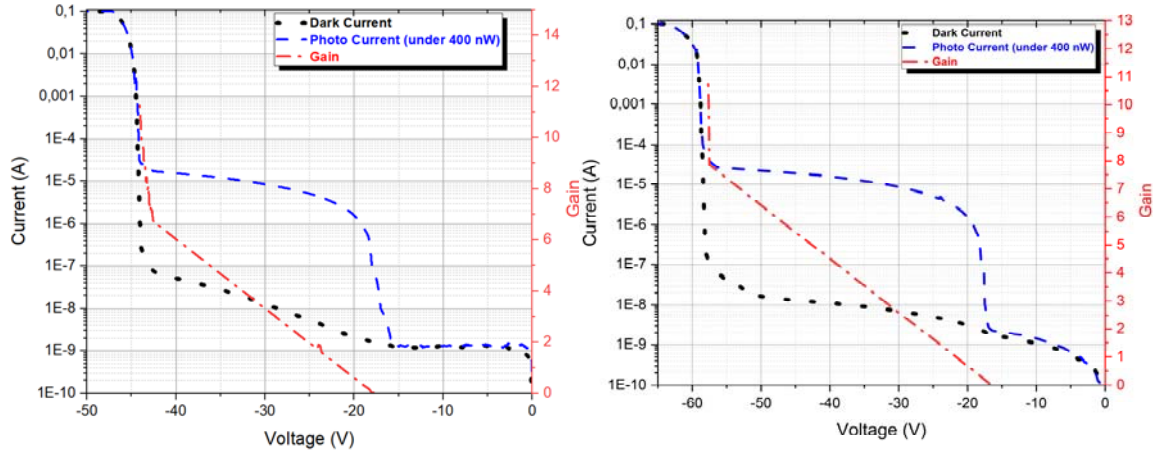 Dark Current
Photo Current (under 400 nW)
Gain
0,1
0,01
0,001
1E-4
1E-5
1E-6
1E-7
1E-8
1E-9
1E-10
Current (A)
-50
-40
-30
-20
-10
0
Voltage (V)
14
12
10
8
6
4
2
0
Gain
Dark Current
Photo Current (under 400 nW)
Gain
0,1
0,01
0,001
1E-4
1E-5
1E-6
1E-7
1E-8
1E-9
1E-10
Current (A)
-60
-50
-40
-30
-20
-10
0
Voltage (V)
13
12
11
10
9
8
7
6
5
4
3
2
1
0
Gain